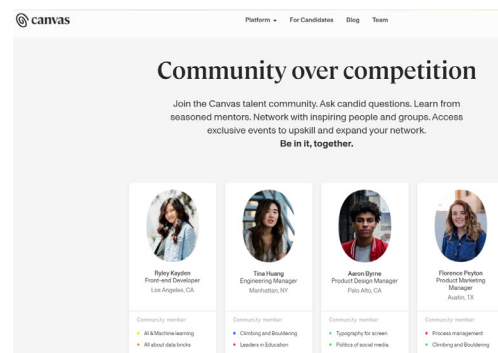 canvas
Platform For Candidates Blog Team
Community over competition
Join the Canvas talent community. Ask candid questions. Learn from
seasoned mentors. Network with inspiring people and groups. Access
exclusive events to upskill and expand your network.
Be in it, together.
Ryley Kayden
Front-end Developer
Los Angeles, CA
Community member
AI & Machine learning
All about data bricks
Tina Huang
Engineering Manager
Manhattan, NY
Community member
Climbing and Bouldering
Leaders in Education
Aaron Byrne
Product Design Manager
Palo Alto, CA
Community member
Typography for screen
Politics of social media
Florence Peyton
Product Marketing
Manager
Austin, TX
Community member
Process management
Climbing and Bouldering